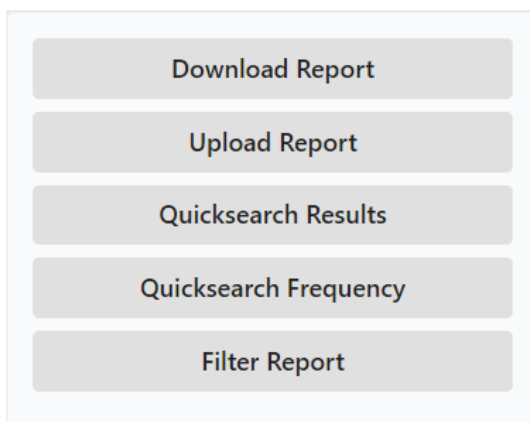 Download Report
Upload Report
Quicksearch Results
Quicksearch Frequency
Filter Report